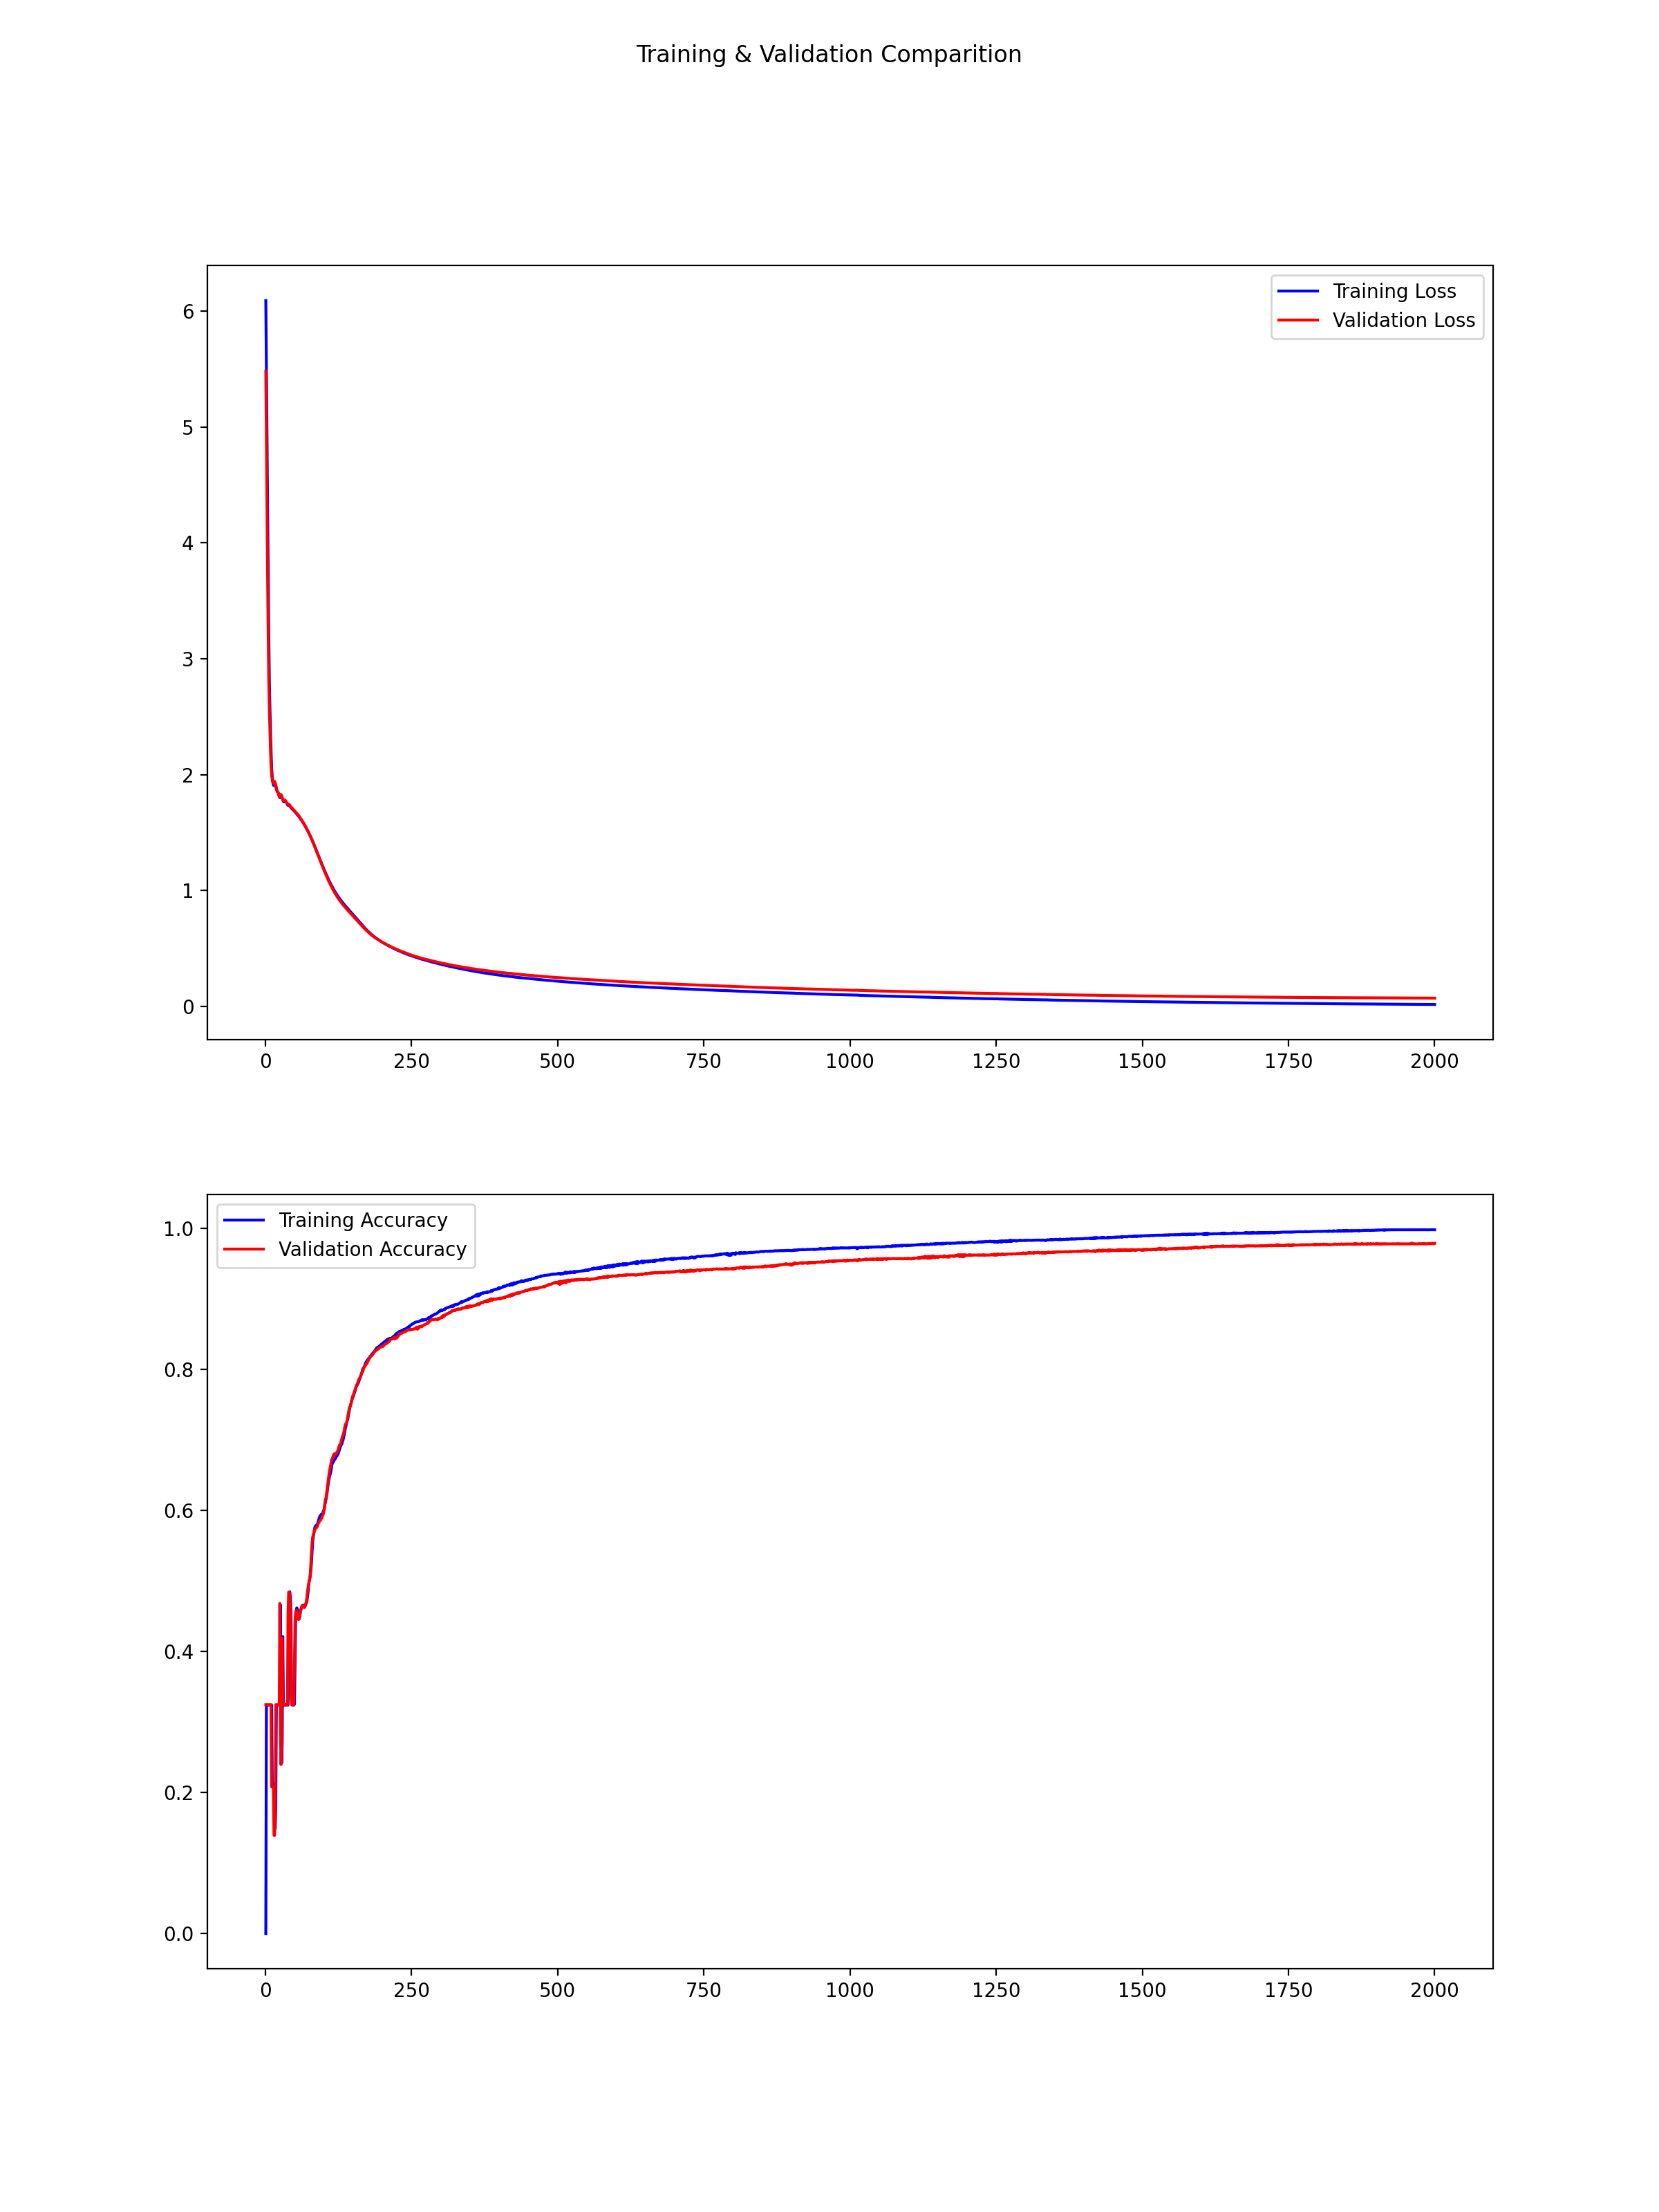 Training & Validation Comparition
Training Loss
Validation Loss
6
5
4
3
2
1
0
0 250 500 750 1000 1250 1500 1750 2000
Training Accuracy
Validation Accuracy
1.0
0.8
0.6
0.4
0.2
0.0
0 250 500 750 1000 1250 1500 1750 2000